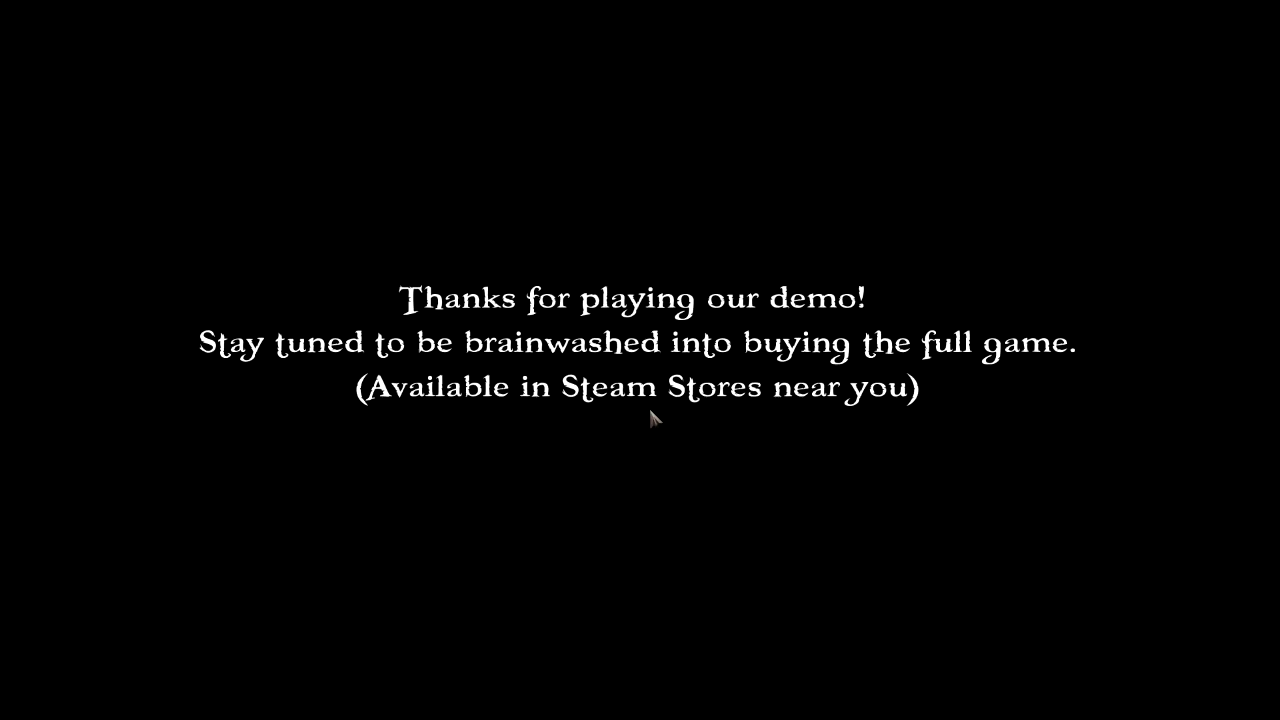 Thanks for playing our demo!
Stay tuned to be brainwashed into buying the full game.
(Available in Steam Stores near you)